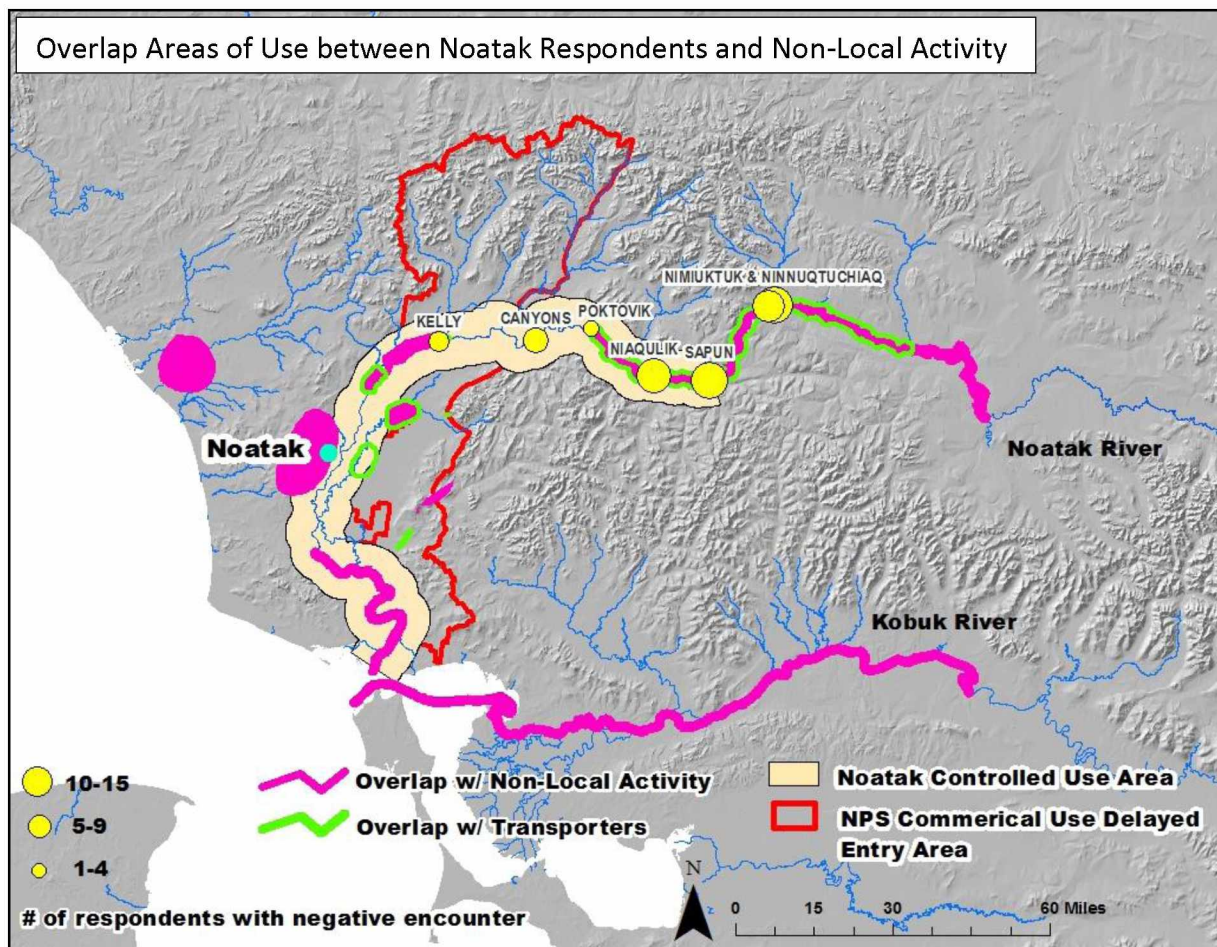 Overlap Areas of Use between Noatak Respondents and Non-Local Activity
NIMIUKTUK & NINNUQTUCHIAQ
KELLY
CANYONS
POKTOVIK
NIAQULIK
SAPUN
Noatak
Noatak River
Kobuk River
10-15
5-9
1-4
# of respondents with negative encounter
Overlap w/ Non-Local Activity
Overlap w/ Transporters
Noatak Controlled Use Area
NPS Commerical Use Delayed
Entry Area
N
0 15 30 60 Miles